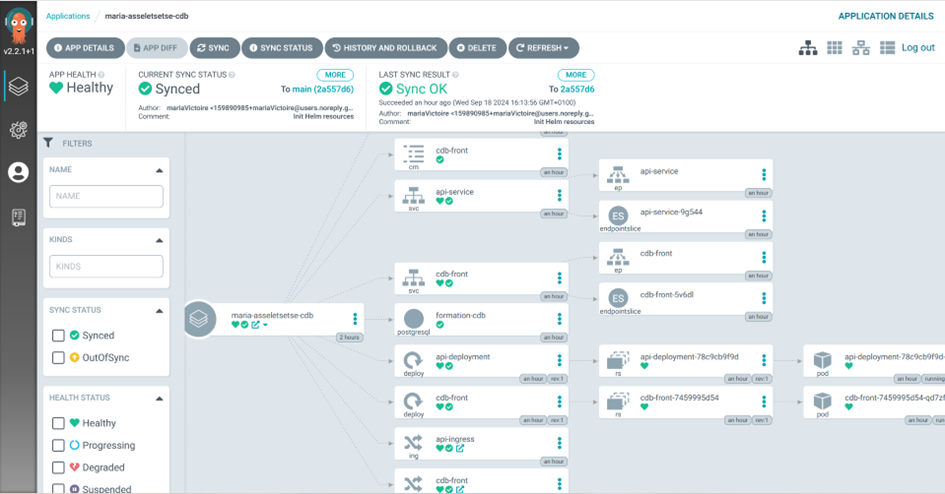 Applications / maria-asseletsetse-cdb
APPLICATION DETAILS
v2.2.1+1
APP DETAILS
APP DIFF
SYNC
SYNC STATUS
HISTORY AND ROLLBACK
DELETE
REFRESH
Log out
APP HEALTH
Healthy
CURRENT SYNC STATUS
MORE
Synced
To main (2a557d6)
Author: mariaVictoire <159890985+mariaVictoire@users.noreply.g...
Comment: Init Helm resources
LAST SYNC RESULT
MORE
Sync OK
To 2a557d6
Succeeded an hour ago (Wed Sep 18 2024 16:13:56 GMT+0100)
Author: mariaVictoire <159890985+mariaVictoire@users.noreply.g...
Comment: Init Helm resources
FILTERS
NAME
NAME
KINDS
KINDS
SYNC STATUS
Synced
OutOfSync
HEALTH STATUS
Healthy
Progressing
Degraded
Suspended
maria-asseletsetse-cdb
2 hours
an hour
cm
cdb-front
an hour
svc
api-service
an hour
svc
cdb-front
an hour
postgresql
formation-cdb
an hour
deploy
api-deployment
an hour
rev:1
deploy
cdb-front
an hour
rev:1
ing
api-ingress
an hour
cdb-front
ep
api-service
an hour
ES
endpointslice
api-service-9g544
an hour
ep
cdb-front
an hour
ES
endpointslice
cdb-front-5v6dl
an hour
rs
api-deployment-78c9cb9f9d
an hour
rev:1
rs
cdb-front-7459995d54
an hour
rev:1
pod
api-deployment-78c9cb9f9d-
an hour
running
pod
cdb-front-7459995d54-qd7zf
an hour